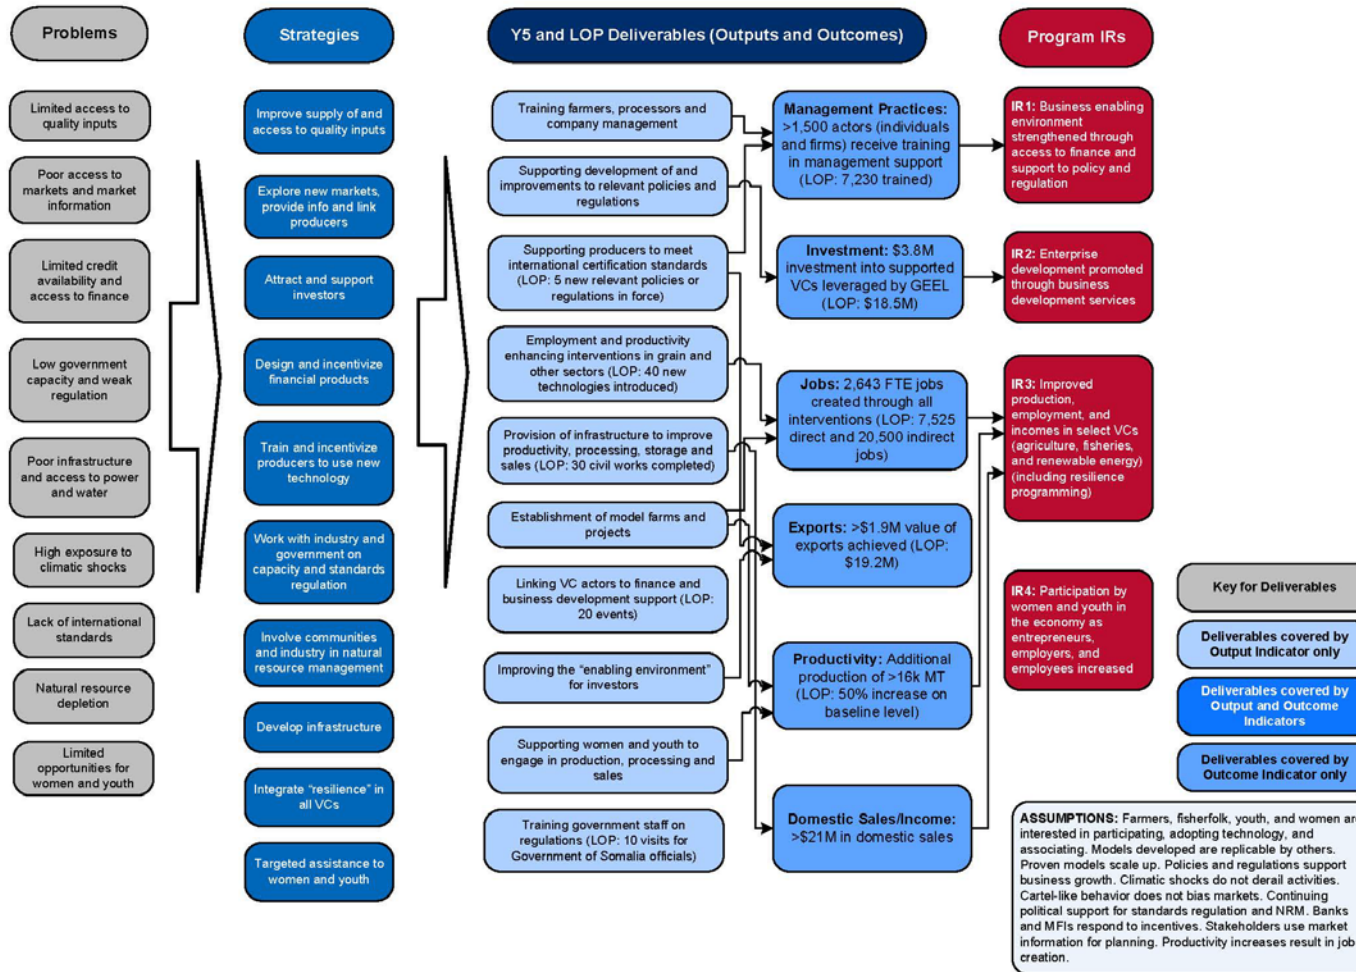 Problems
Strategies
Y5 and LOP Deliverables (Outputs and Outcomes)
Program IRs
Limited access to
quality inputs
Poor access to
markets and market
information
Limited credit
availability and
access to finance
Low government
capacity and weak
regulation
Poor infrastructure
and access to power
and water
High exposure to
climatic shocks
Lack of international
standards
Natural resource
depletion
Limited
opportunities for
women and youth
Improve supply of and
access to quality inputs
Explore new markets,
provide info and link
producers
Attract and support
investors
Design and incentivize
financial products
Train and incentivize
producers to use new
technology
Work with industry and
government on
capacity and standards
regulation
Involve communities
and industry in natural
resource management
Develop infrastructure
Integrate “resilience” in
all VCs
Targeted assistance to
women and youth
Training farmers, processors and
company management
Supporting development of and
improvements to relevant policies and
regulations
Supporting producers to meet
international certification standards
(LOP: 5 new relevant policies or
regulations in force)
Employment and productivity
enhancing interventions in grain and
other sectors (LOP: 40 new
technologies introduced)
Provision of infrastructure to improve
productivity, processing, storage and
sales (LOP: 30 civil works completed)
Establishment of model farms and
projects
Linking VC actors to finance and
business development support (LOP:
20 events)
Improving the “enabling environment”
for investors
Supporting women and youth to
engage in production, processing and
sales
Training government staff on
regulations (LOP: 10 visits for
Government of Somalia officials)
Management Practices:
>1,500 actors (individuals
and firms) receive training
in management support
(LOP: 7,230 trained)
Investment: $3.8M
investment into supported
VCs leveraged by GEEL
(LOP: $18.5M)
Jobs: 2,643 FTE jobs
created through all
interventions (LOP: 7,525
direct and 20,500 indirect
jobs)
Exports: >$1.9M value of
exports achieved (LOP:
$19.2M)
Productivity: Additional
production of >16k MT
(LOP: 50% increase on
baseline level)
Domestic Sales/Income:
>$21M in domestic sales
IR1: Business enabling
environment
strengthened through
access to finance and
support to policy and
regulation
IR2: Enterprise
development promoted
through business
development services
IR3: Improved
production,
employment, and
incomes in select VCs
(agriculture, fisheries,
and renewable energy)
(including resilience
programming)
IR4: Participation by
women and youth in
the economy as
entrepreneurs,
employers, and
employees increased
Key for Deliverables
Deliverables covered by
Output Indicator only
Deliverables covered by
Output and Outcome
Indicators
Deliverables covered by
Outcome Indicator only
ASSUMPTIONS: Farmers, fisherfolk, youth, and women are
interested in participating, adopting technology, and
associating. Models developed are replicable by others.
Proven models scale up. Policies and regulations support
business growth. Climatic shocks do not derail activities.
Cartel-like behavior does not bias markets. Continuing
political support for standards regulation and NRM. Banks
and MFIs respond to incentives. Stakeholders use market
information for planning. Productivity increases result in job
creation.